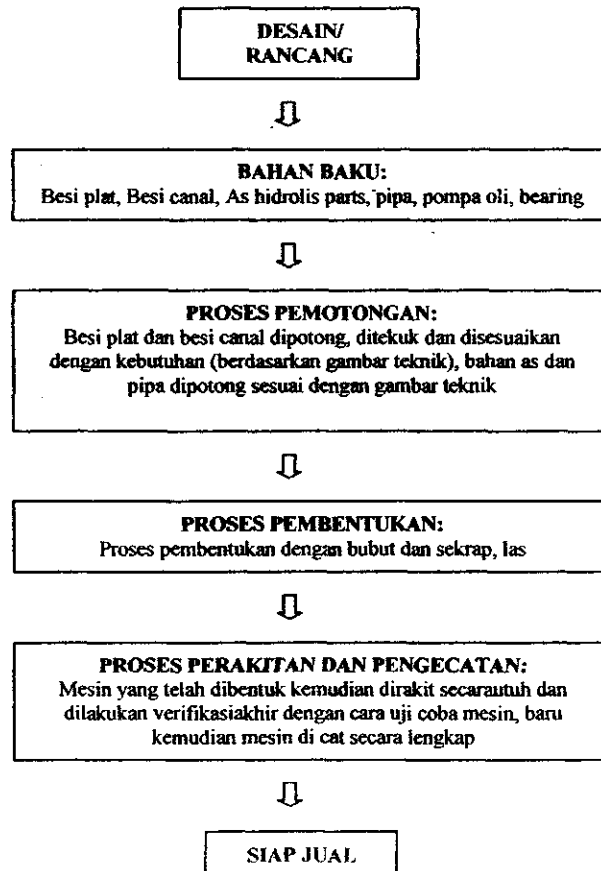 DESAIN/
RANCANG
BAHAN BAKU:
Besi plat, Besi canal, As hidrolis parts, pipa, pompa oli, bearing
PROSES PEMOTONGAN:
Besi plat dan besi canal dipotong, ditekuk dan disesuaikan
dengan kebutuhan (berdasarkan gambar teknik), bahan as dan
pipa dipotong sesuai dengan gambar teknik
PROSES PEMBENTUKAN:
Proses pembentukan dengan bubut dan sekrap, las
PROSES PERAKITAN DAN PENGECATAN:
Mesin yang telah dibentuk kemudian dirakit secarautuh dan
dilakukan verifikasiakhir dengan cara uji coba mesin, baru
kemudian mesin di cat secara lengkap
SIAP JUAL